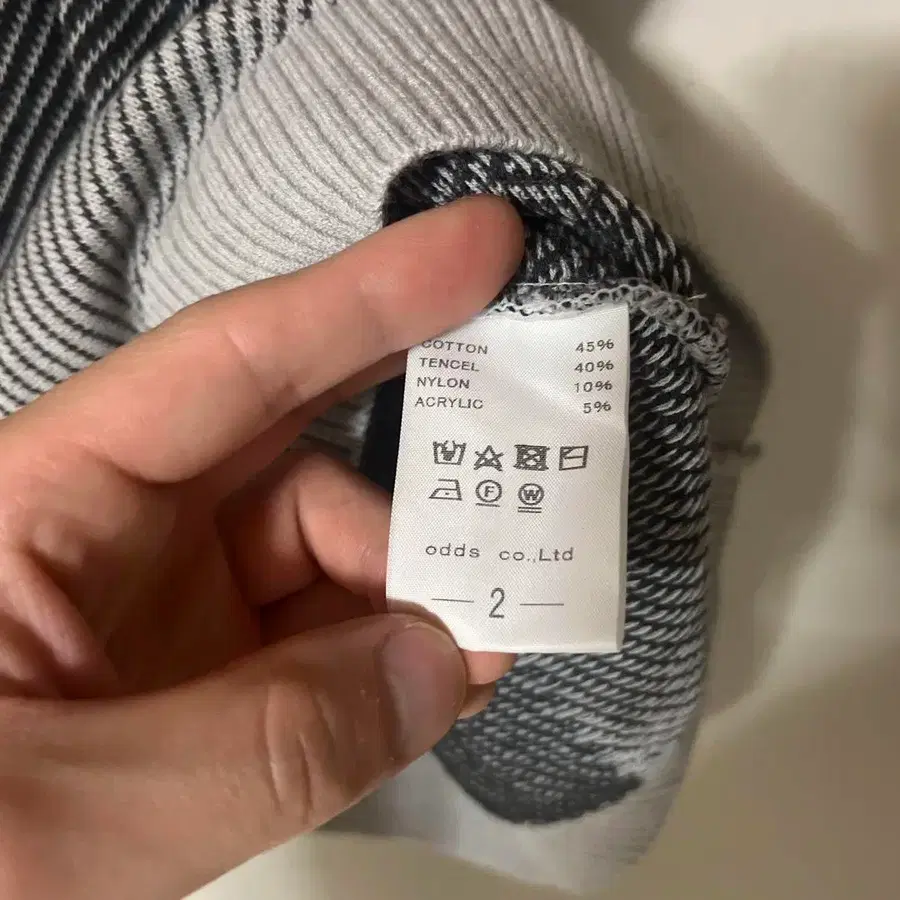 COTTON 45%
TENCEL 40%
NYLON 10%
ACRYLIC 5%
F W
odds co.,Ltd
2